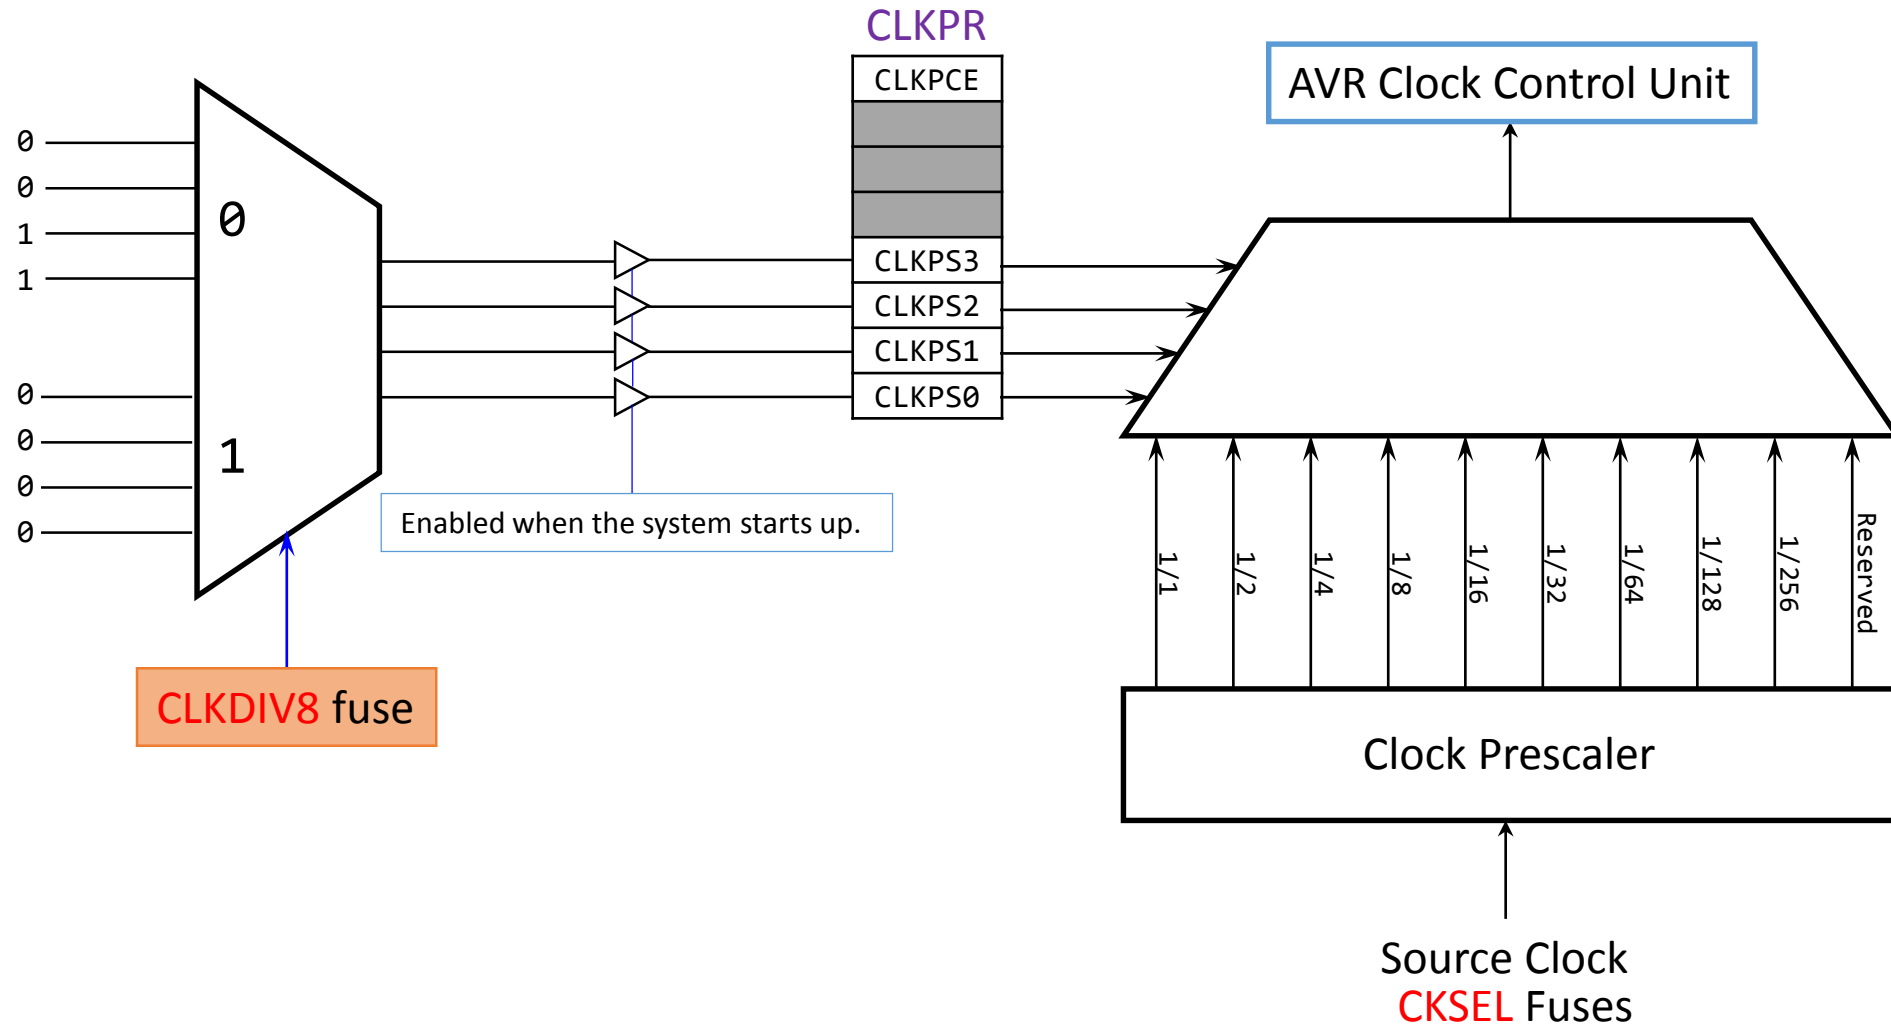 CLKPR
CLKPCE
AVR Clock Control Unit
0
0
1
1
0
CLKPS3
CLKPS2
CLKPS1
CLKPS0
0
0
0
0
1
Enabled when the system starts up.
1/1
1/2
1/4
1/8
1/16
1/32
1/64
1/128
1/256
Reserved
CLKDIV8 fuse
Clock Prescaler
Source Clock
CKSEL Fuses